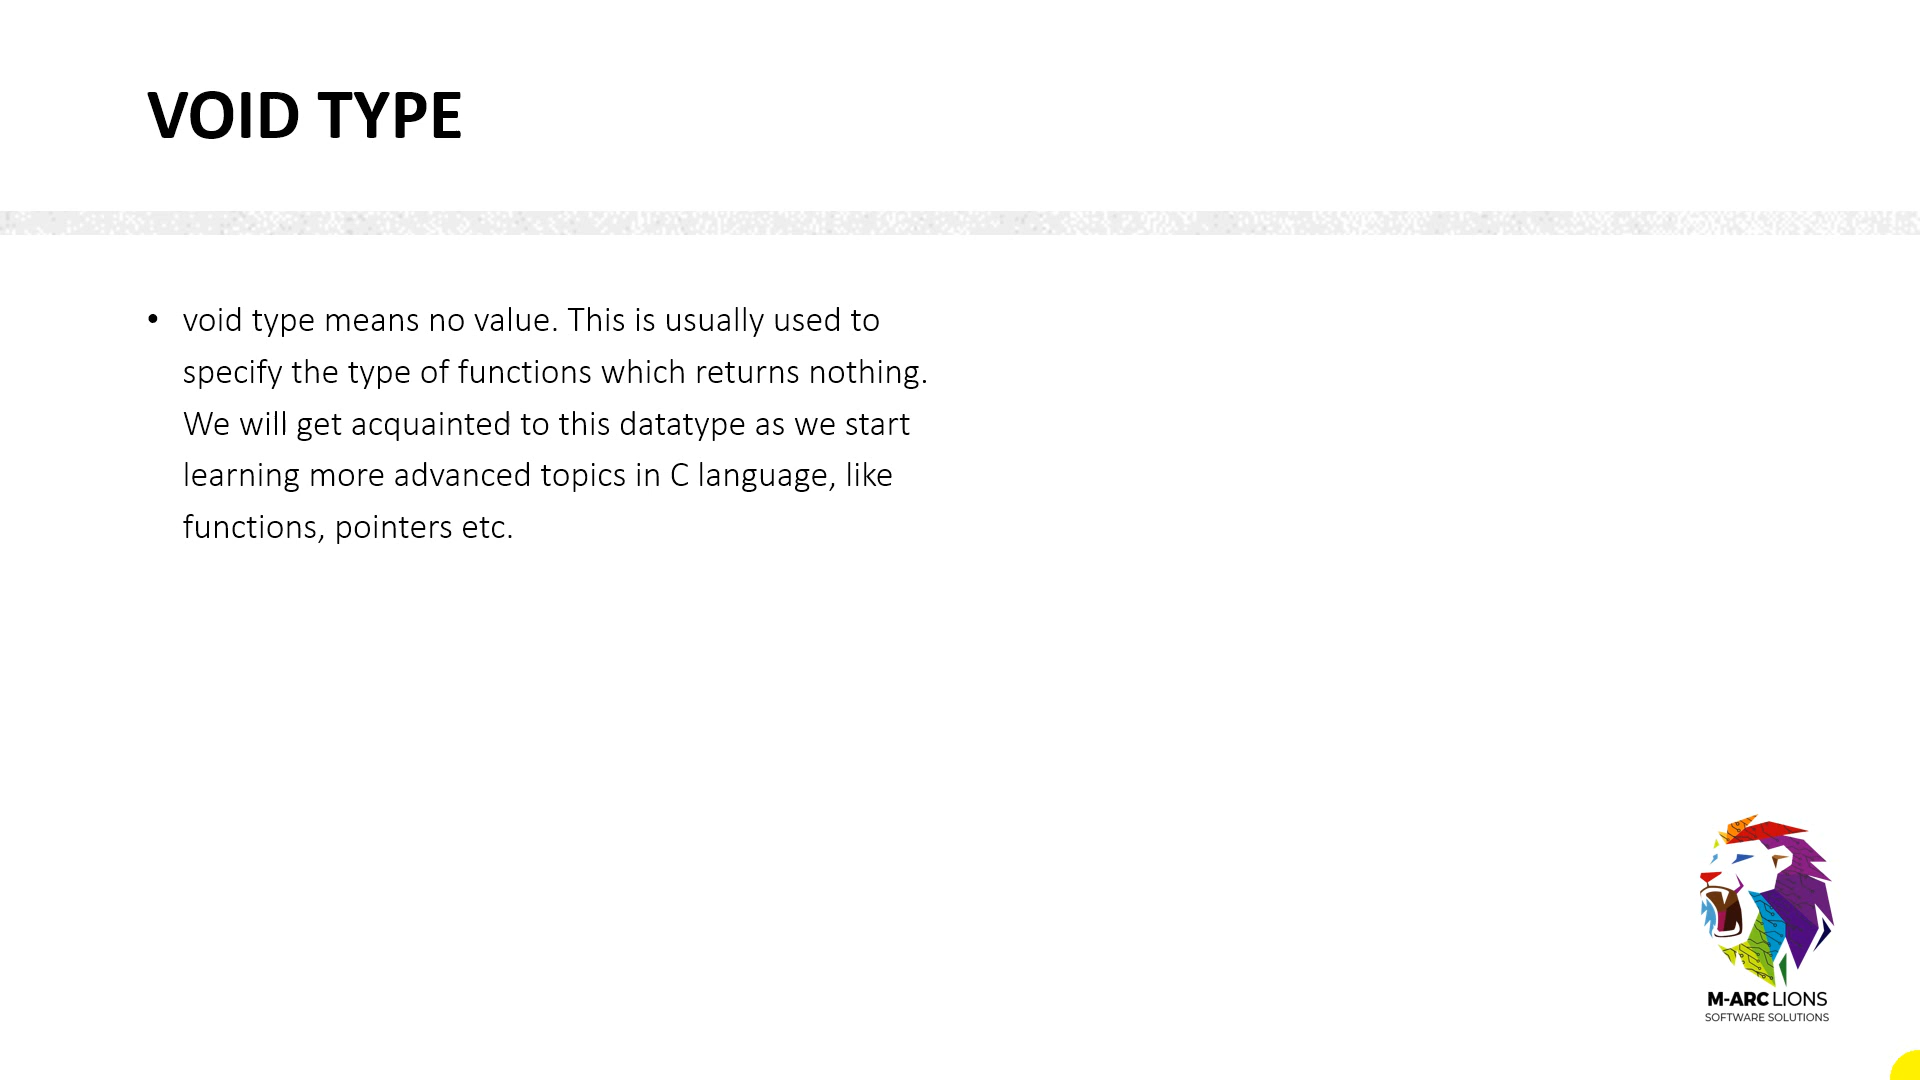 VOID TYPE
• void type means no value. This is usually used to
specify the type of functions which returns nothing.
We will get acquainted to this datatype as we start
learning more advanced topics in C language, like
functions, pointers etc.
M-ARC LIONS
SOFTWARE SOLUTIONS